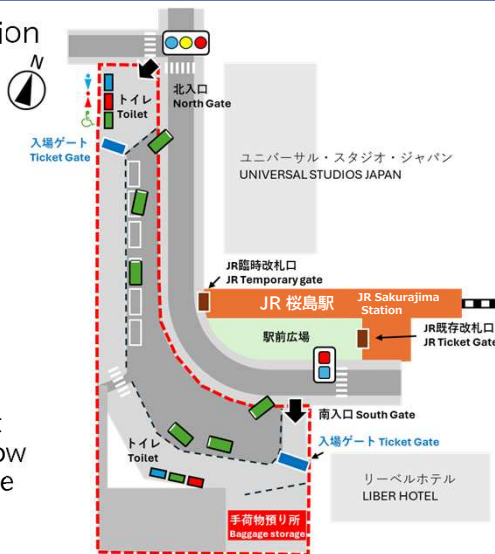 ion
N
北入口
North Gate
トイレ
Toilet
入場ゲート
Ticket Gate
ユニバーサル・スタジオ・ジャパン
UNIVERSAL STUDIOS JAPAN
JR臨時改札口
JR Temporary gate
JR 桜島駅
JR Sakurajima
Station
駅前広場
JR既存改札口
JR Ticket Gate
南入口 South Gate
入場ゲート Ticket Gate
トイレ
Toilet
ow
e
リーベルホテル
LIBER HOTEL
手荷物預り所
Baggage storage